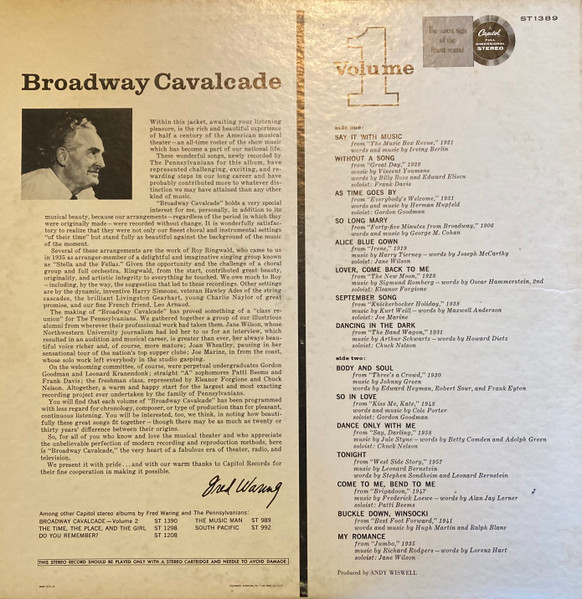 Broadway Cavalcade
Within this jacket, awaiting your listening
pleasure, is the rich and beautiful experience
of half a century of the American musical
theater—an all-time roster of the show music
which has become a part of our national life.
These wonderful songs, newly recorded by
The Pennsylvanians for this album, have
represented challenging, exciting, and re-
warding steps in our long career and have
probably contributed more to whatever dis-
tinction we may have attained than any other
kind of music.
"Broadway Cavalcade" holds a very special
interest for me, personally, in addition to its
musical beauty, because our arrangements—regardless of the period in which they
were originally made—were recorded without change. It is wonderfully satisfac-
tory to realize that they were not only our finest choral and instrumental settings
"of their time" but stand fully as beautiful against the background of the music
of the moment.
Several of these arrangements are the work of Roy Ringwald, who came to us
in 1935 as arranger-member of a delightful and imaginative singing group known
as "Stella and the Fellas." Given the opportunity and the challenge of a choral
group and full orchestra, Ringwald, from the start, contributed great beauty,
originality, and artistic integrity to everything he touched. We owe much to Roy
—including, by the way, the suggestion that led to these recordings. Other settings
are by the dynamic, inventive Harry Simeone, veteran Hawley Ades of the string
cascades, the brilliant Livingston Gearhart, young Charlie Naylor of great
promise, and our fine French friend, Leo Arnaud.
The making of "Broadway Cavalcade" has proved something of a "class re-
union" for The Pennsylvanians. We gathered together a group of our illustrious
alumni from wherever their professional work had taken them. Jane Wilson, whose
Northwestern University journalism had led her to us for an interview, which
resulted in an audition and musical career, is greater than ever, her always beau-
tiful voice richer and, of course, more mature; Joan Wheatley; pausing in her
sensational tour of the nation's top supper clubs; Joe Marine, in from the coast,
whose solo work left everybody in the studio gasping.
On the welcoming committee, of course, were perpetual undergraduates Gordon
Goodman and Leonard Kranendonk; straight "A" sophomores Patti Beems and
Frank Davis; the freshman class, represented by Eleanor Forgione and Chuck
Nelson. Altogether, a warm and happy start for the largest and most exacting
recording project ever undertaken by the family of Pennsylvanians.
You will find that each volume of "Broadway Cavalcade" has been programmed
with less regard for chronology, composer, or type of production than for pleasant,
continuous listening. You will be interested, too, we think, in noting how beauti-
fully these great songs fit together—though there may be as much as twenty or
thirty years' difference between their origins.
So, for all of you who know and love the musical theater and who appreciate
the unbelievable perfection of modern recording and reproduction methods, here
is "Broadway Cavalcade," the very heart of a fabulous era of theater, radio, and
television.
We present it with pride...and with our warm thanks to Capitol Records for
their fine cooperation in making it possible.
Fred Waring
Among other Capitol stereo albums by Fred Waring and The Pennsylvanians:
BROADWAY CAVALCADE—Volume 2 ST 1390 THE MUSIC MAN ST 989
THE TIME, THE PLACE, AND THE GIRL ST 1298 SOUTH PACIFIC ST 992
DO YOU REMEMBER? ST 1208
THIS STEREO RECORD SHOULD BE PLAYED ONLY WITH A STEREO CARTRIDGE AND NEEDLE TO AVOID DAMAGE.
ST1389
Capitol
FULL
DIMENSIONAL
STEREO
1
Volume
side one:
SAY IT WITH MUSIC
from "The Music Box Revue," 1921
words and music by Irving Berlin
WITHOUT A SONG
from "Great Day," 1929
music by Vincent Youmans
words by Billy Rose and Edward Eliscu
soloist: Frank Davis
AS TIME GOES BY
from "Everybody's Welcome," 1931
words and music by Herman Hupfeld
soloist: Gordon Goodman
SO LONG MARY
from "Forty-five Minutes from Broadway," 1906
words and music by George M. Cohan
ALICE BLUE GOWN
from "Irene," 1919
music by Harry Tierney—words by Joseph McCarthy
soloist: Jane Wilson
LOVER, COME BACK TO ME
from "The New Moon," 1928
music by Sigmund Romberg—words by Oscar Hammerstein, 2nd
soloist: Eleanor Forgione
SEPTEMBER SONG
from "Knickerbocker Holiday," 1938
music by Kurt Weill—words by Maxwell Anderson
soloist: Joe Marine
DANCING IN THE DARK
from "The Band Wagon," 1931
music by Arthur Schwartz—words by Howard Dietz
soloist: Chuck Nelson
side two:
BODY AND SOUL
from "Three's a Crowd," 1930
music by Johnny Green
words by Edward Heyman, Robert Sour, and Frank Eyton
SO IN LOVE
from "Kiss Me, Kate," 1948
words and music by Cole Porter
soloist: Gordon Goodman
DANCE ONLY WITH ME
from "Say, Darling," 1958
music by Jule Styne—words by Betty Comden and Adolph Green
soloist: Chuck Nelson
TONIGHT
from "West Side Story," 1957
music by Leonard Bernstein
words by Stephen Sondheim and Leonard Bernstein
COME TO ME, BEND TO ME
from "Brigadoon," 1947
music by Frederick Loewe—words by Alan Jay Lerner
soloist: Patti Beems
BUCKLE DOWN, WINSOCKI
from "Best Foot Forward," 1941
words and music by Hugh Martin and Ralph Blane
MY ROMANCE
from "Jumbo," 1935
music by Richard Rodgers—words by Lorenz Hart
soloist: Jane Wilson
Produced by ANDY WISWELL